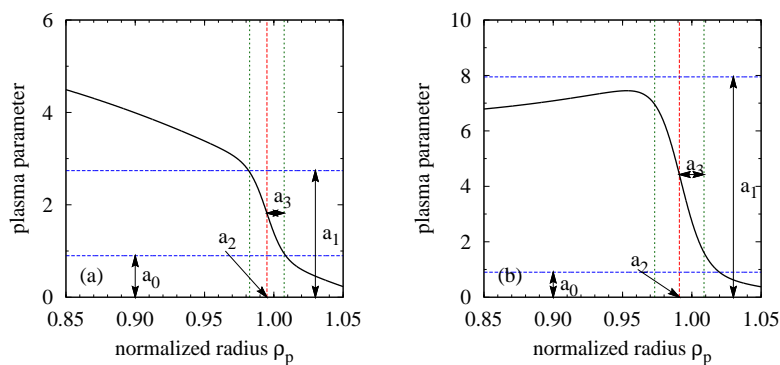 6
4
2
0
plasma parameter
a3
a2
a1
(a)
a0
0.85 0.90 0.95 1.00 1.05
normalized radius ρp
10
8
6
4
2
0
plasma parameter
a3
a1
a2
(b)
a0
0.85 0.90 0.95 1.00 1.05
normalized radius ρp